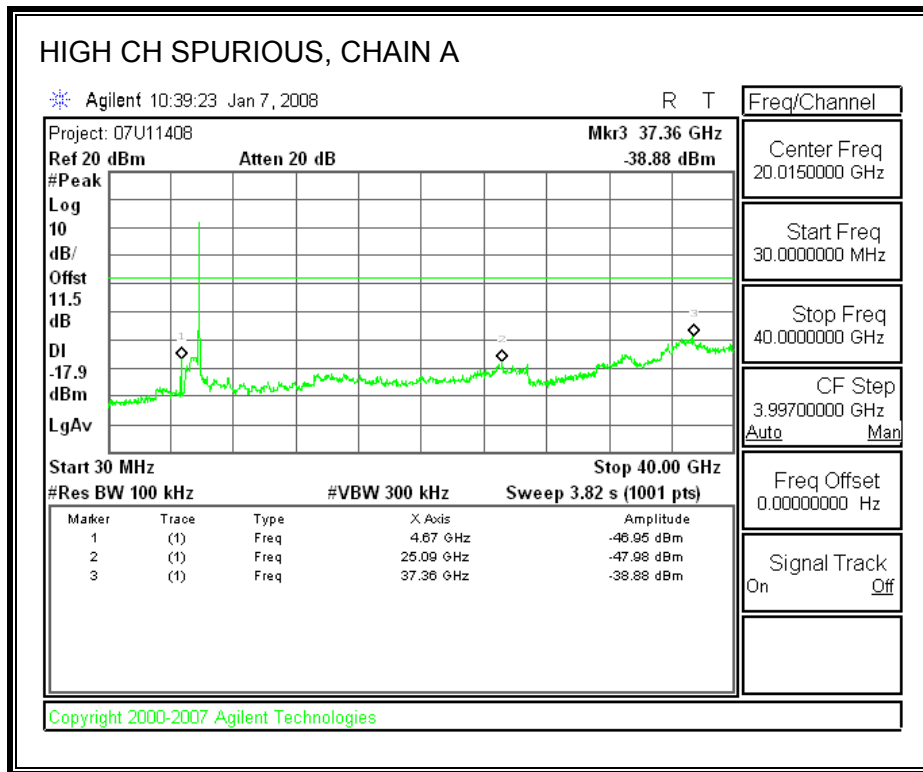 HIGH CH SPURIOUS, CHAIN A
Agilent 10:39:23 Jan 7, 2008 R T
Project: 07U11408 Mkr3 37.36 GHz
Ref 20 dBm Atten 20 dB -38.88 dBm
#Peak
Log
10
dB/
Offst
11.5
dB
DI
-17.9
dBm
LgAv
1
2
3
Start 30 MHz Stop 40.00 GHz
#Res BW 100 kHz #VBW 300 kHz Sweep 3.82 s (1001 pts)
Marker Trace Type X Axis Amplitude
1 (1) Freq 4.67 GHz -46.95 dBm
2 (1) Freq 25.09 GHz -47.98 dBm
3 (1) Freq 37.36 GHz -38.88 dBm
Copyright 2000-2007 Agilent Technologies
Freq/Channel
Center Freq
20.0150000 GHz
Start Freq
30.0000000 MHz
Stop Freq
40.0000000 GHz
CF Step
3.99700000 GHz
Auto Man
Freq Offset
0.00000000 Hz
Signal Track
On Off